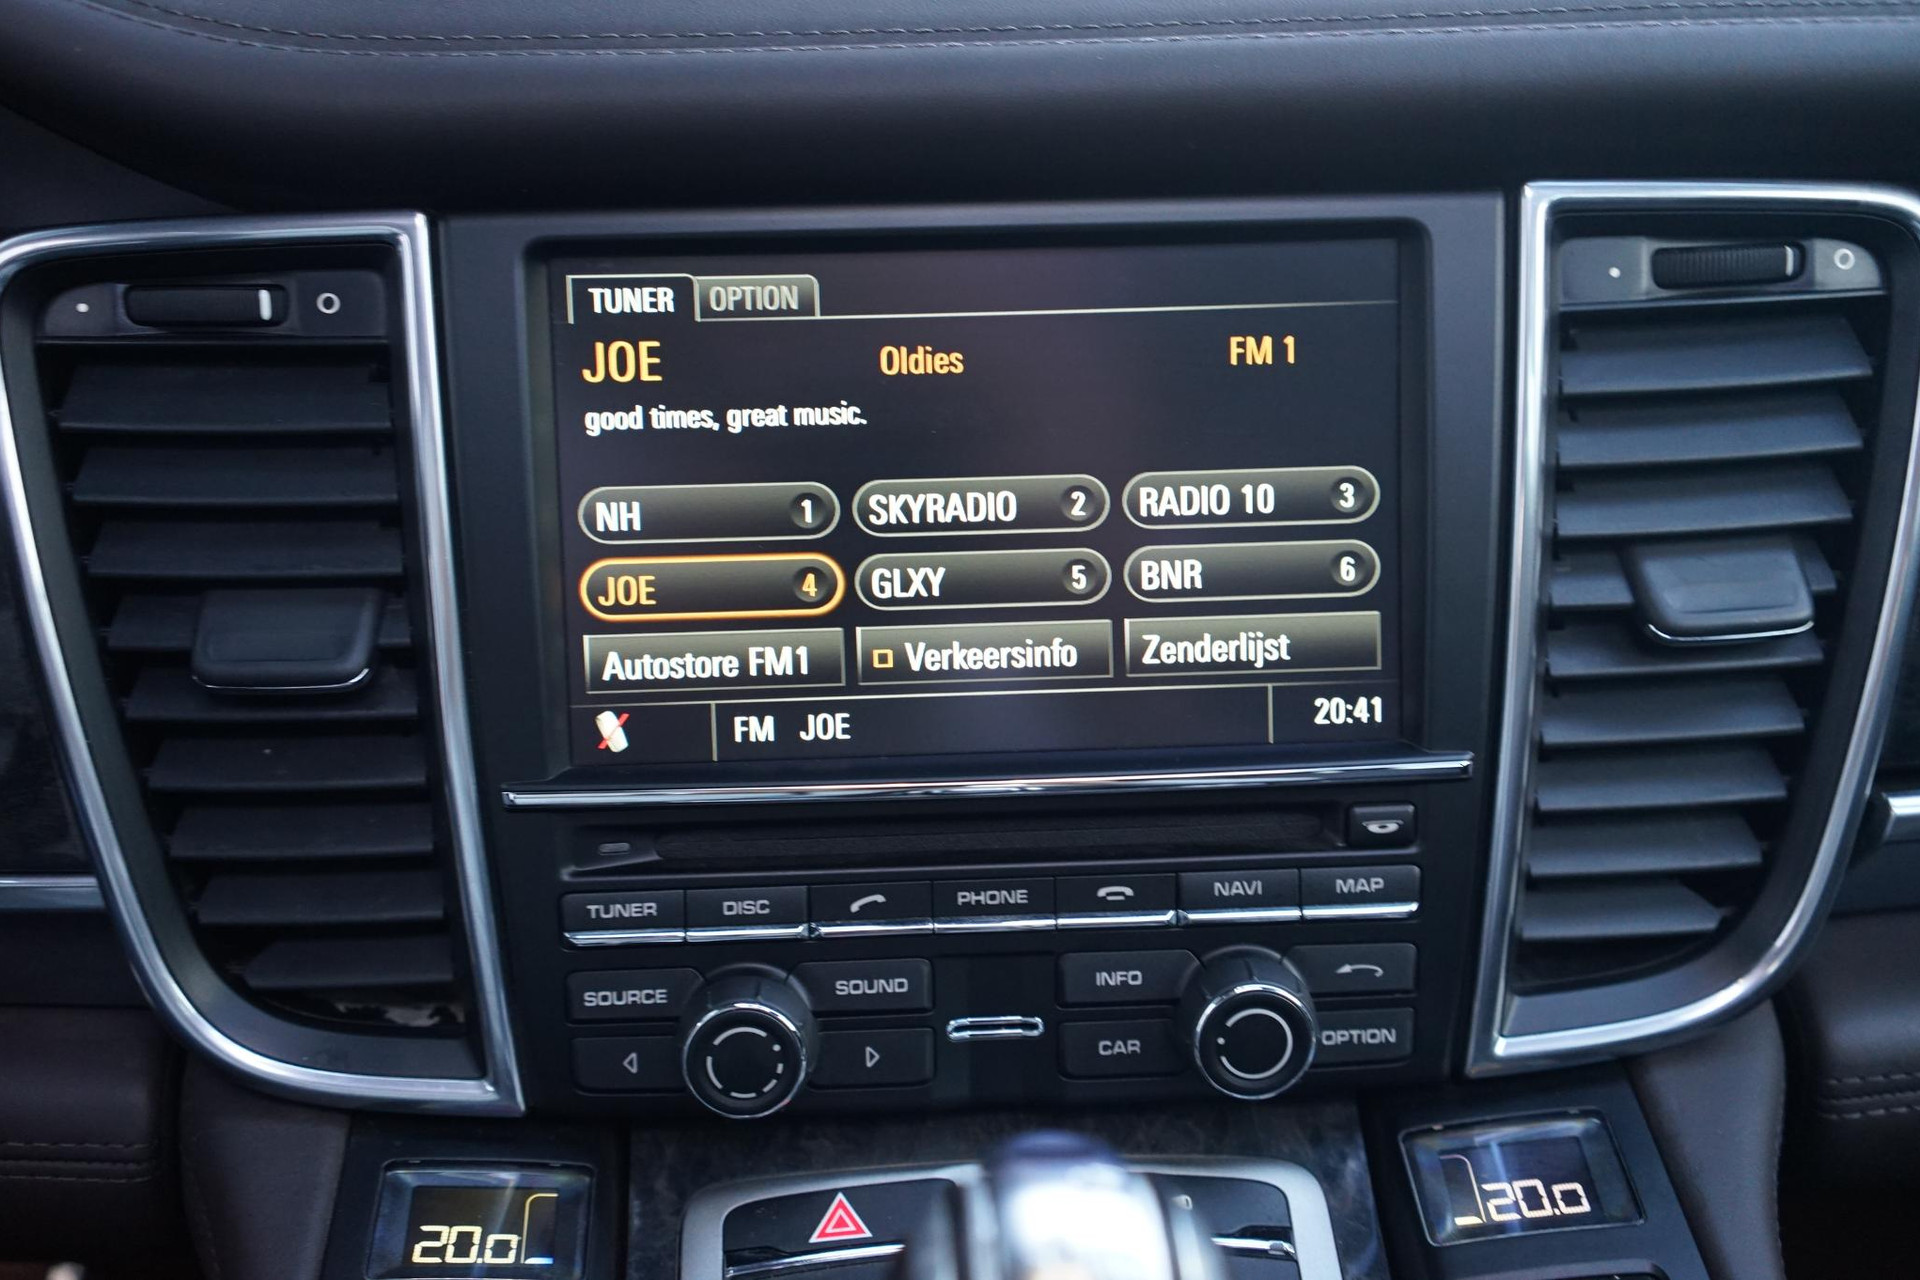 TUNER OPTION
JOE Oldies FM 1
good times, great music.
NH 1 SKYRADIO 2 RADIO 10 3
JOE 4 GLXY 5 BNR 6
Autostore FM1 Verkeersinfo Zenderlijst
FM JOE 20:41
TUNER DISC PHONE NAVI MAP
SOURCE SOUND INFO
CAR OPTION
20.0 20.0